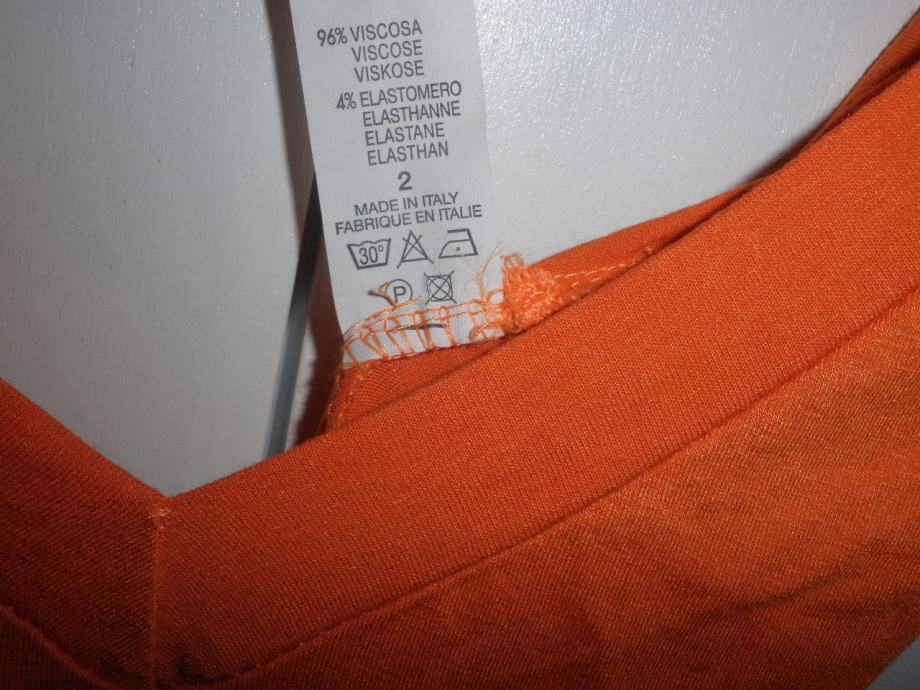 96% VISCOSA
VISCOSE
VISKOSE
4% ELASTOMERO
ELASTHANNE
ELASTANE
ELASTHAN
2
MADE IN ITALY
FABRIQUE EN ITALIE
30°
P